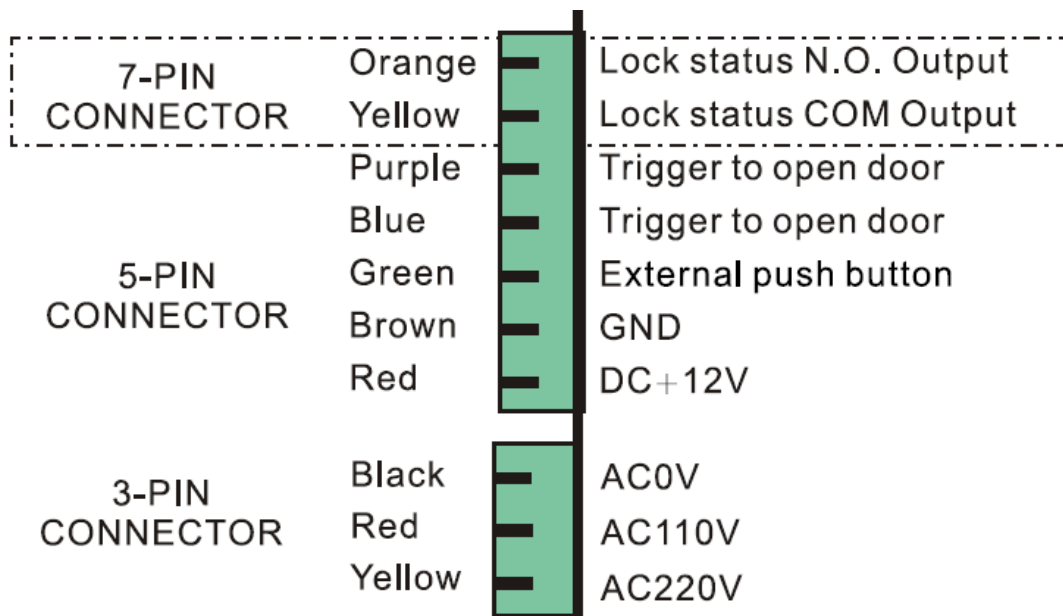 7-PIN
CONNECTOR
Orange Lock status N.O. Output
Yellow Lock status COM Output
5-PIN
CONNECTOR
Purple Trigger to open door
Blue Trigger to open door
Green External push button
Brown GND
Red DC+12V
3-PIN
CONNECTOR
Black AC0V
Red AC110V
Yellow AC220V